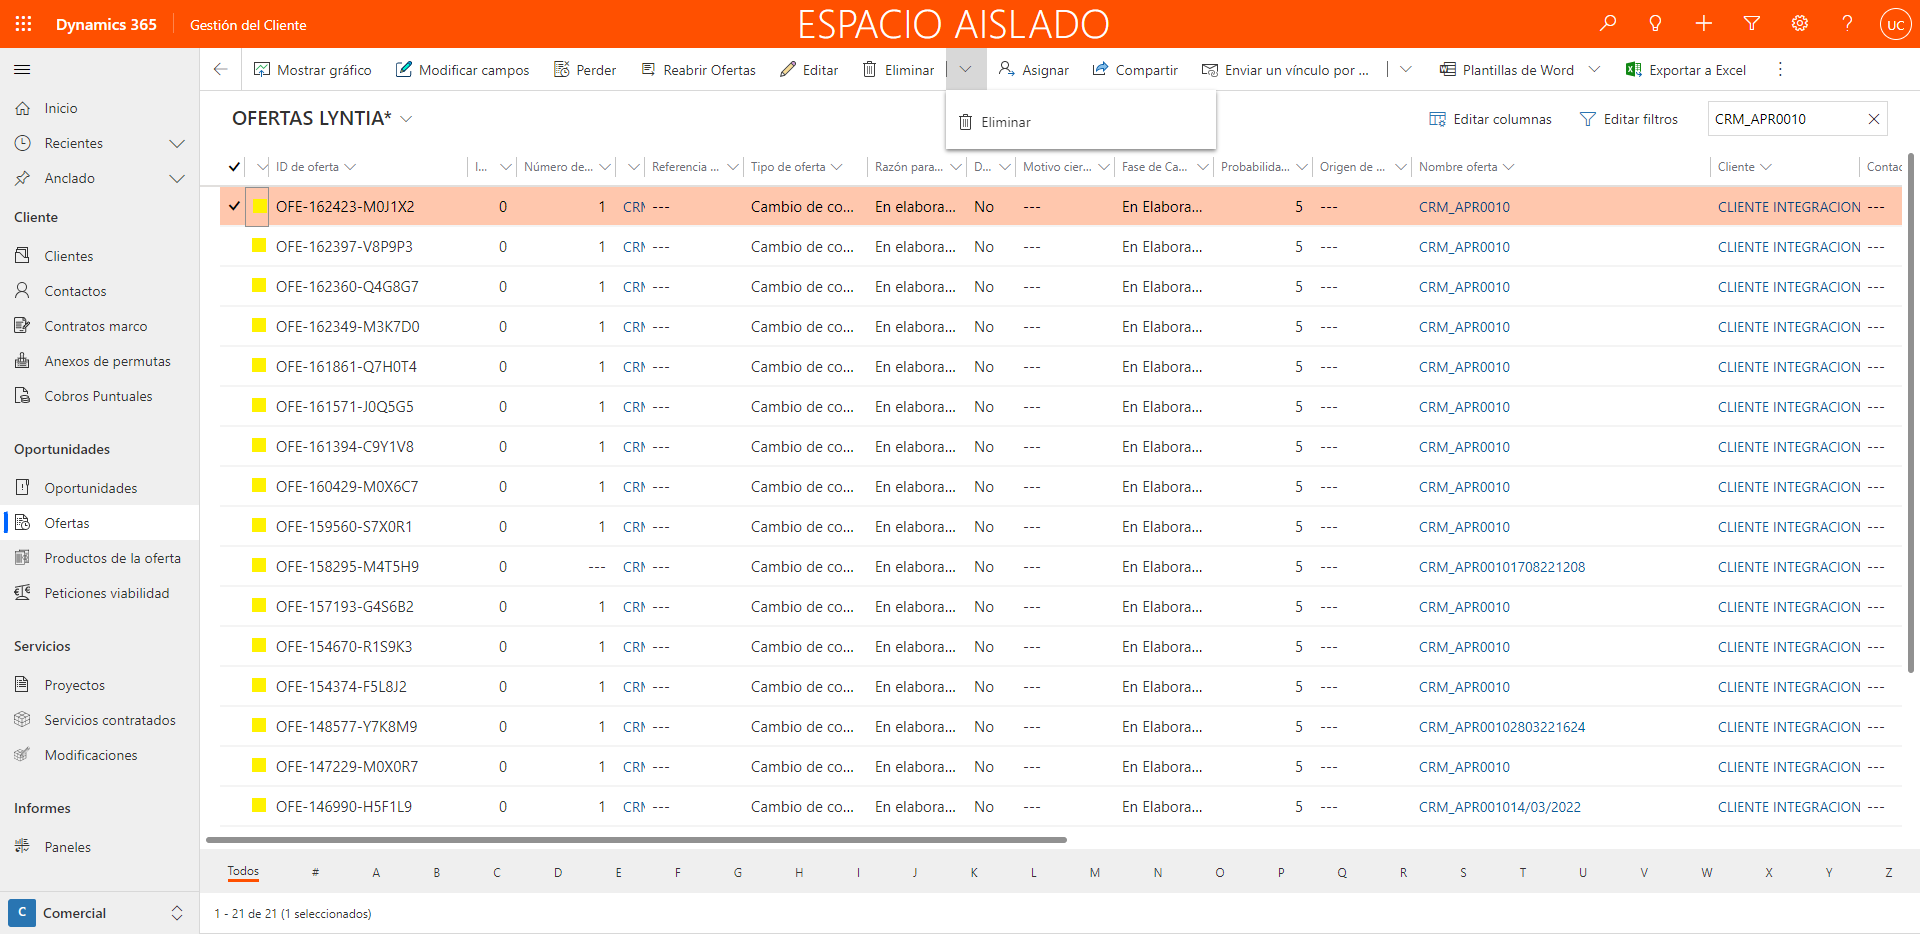 Dynamics 365
Gestión del Cliente
ESPACIO AISLADO
UC
Mostrar gráfico
Modificar campos
Perder
Reabrir Ofertas
Editar
Eliminar
Asignar
Compartir
Enviar un vínculo por ...
Plantillas de Word
Exportar a Excel
Eliminar
Inicio
Recientes
Anclado
Cliente
Clientes
Contactos
Contratos marco
Anexos de permutas
Cobros Puntuales
Oportunidades
Oportunidades
Ofertas
Productos de la oferta
Peticiones viabilidad
Servicios
Proyectos
Servicios contratados
Modificaciones
Informes
Paneles
C Comercial
OFERTAS LYNTIA*
Editar columnas
Editar filtros
CRM_APR0010
ID de oferta I... Número de... Referencia ... Tipo de oferta Razón para... D... Motivo cier... Fase de Ca... Probabilida... Origen de ... Nombre oferta Cliente Contac
OFE-162423-M0J1X2 0 1 CRM --- Cambio de co... En elabora... No --- En Elabora... 5 --- CRM_APR0010 CLIENTE INTEGRACION ---
OFE-162397-V8P9P3 0 1 CRM --- Cambio de co... En elabora... No --- En Elabora... 5 --- CRM_APR0010 CLIENTE INTEGRACION ---
OFE-162360-Q4G8G7 0 1 CRM --- Cambio de co... En elabora... No --- En Elabora... 5 --- CRM_APR0010 CLIENTE INTEGRACION ---
OFE-162349-M3K7D0 0 1 CRM --- Cambio de co... En elabora... No --- En Elabora... 5 --- CRM_APR0010 CLIENTE INTEGRACION ---
OFE-161861-Q7H0T4 0 1 CRM --- Cambio de co... En elabora... No --- En Elabora... 5 --- CRM_APR0010 CLIENTE INTEGRACION ---
OFE-161571-J0Q5G5 0 1 CRM --- Cambio de co... En elabora... No --- En Elabora... 5 --- CRM_APR0010 CLIENTE INTEGRACION ---
OFE-161394-C9Y1V8 0 1 CRM --- Cambio de co... En elabora... No --- En Elabora... 5 --- CRM_APR0010 CLIENTE INTEGRACION ---
OFE-160429-M0X6C7 0 1 CRM --- Cambio de co... En elabora... No --- En Elabora... 5 --- CRM_APR0010 CLIENTE INTEGRACION ---
OFE-159560-S7X0R1 0 1 CRM --- Cambio de co... En elabora... No --- En Elabora... 5 --- CRM_APR0010 CLIENTE INTEGRACION ---
OFE-158295-M4T5H9 0 --- CRM --- Cambio de co... En elabora... No --- En Elabora... 5 --- CRM_APR00101708221208 CLIENTE INTEGRACION ---
OFE-157193-G4S6B2 0 1 CRM --- Cambio de co... En elabora... No --- En Elabora... 5 --- CRM_APR0010 CLIENTE INTEGRACION ---
OFE-154670-R1S9K3 0 1 CRM --- Cambio de co... En elabora... No --- En Elabora... 5 --- CRM_APR0010 CLIENTE INTEGRACION ---
OFE-154374-F5L8J2 0 1 CRM --- Cambio de co... En elabora... No --- En Elabora... 5 --- CRM_APR0010 CLIENTE INTEGRACION ---
OFE-148577-Y7K8M9 0 1 CRM --- Cambio de co... En elabora... No --- En Elabora... 5 --- CRM_APR00102803221624 CLIENTE INTEGRACION ---
OFE-147229-M0X0R7 0 1 CRM --- Cambio de co... En elabora... No --- En Elabora... 5 --- CRM_APR0010 CLIENTE INTEGRACION ---
OFE-146990-H5F1L9 0 1 CRM --- Cambio de co... En elabora... No --- En Elabora... 5 --- CRM_APR001014/03/2022 CLIENTE INTEGRACION ---
Todos # A B C D E F G H I J K L M N O P Q R S T U V W X Y Z
1 - 21 de 21 (1 seleccionados)